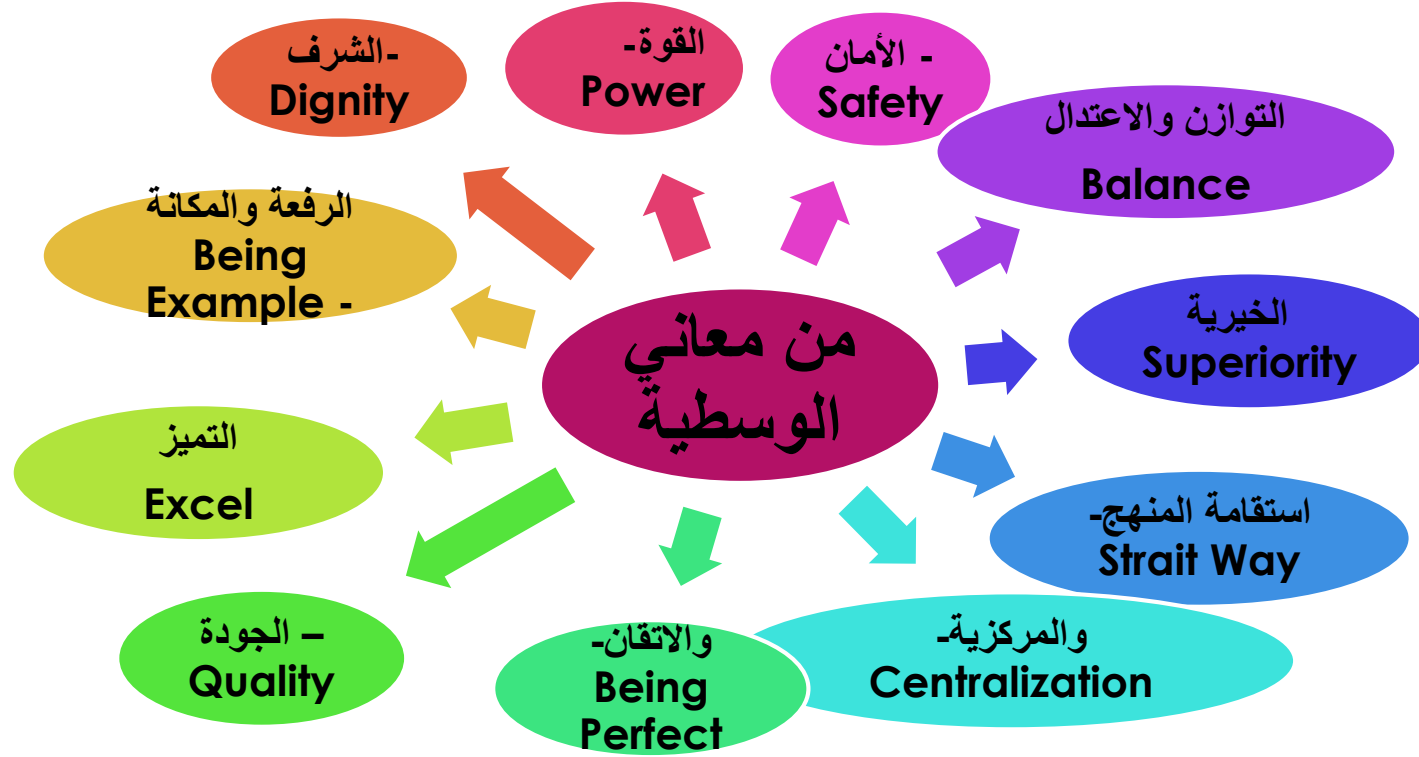 من معاني
الوسطية
-الشرف
Dignity
القوة-
Power
- الأمان
Safety
التوازن والاعتدال
Balance
الخيرية
Superiority
استقامة المنهج-
Strait Way
والمركزية-
Centralization
والاتقان-
Being
Perfect
– الجودة
Quality
التميز
Excel
الرفعة والمكانة
Being
Example -